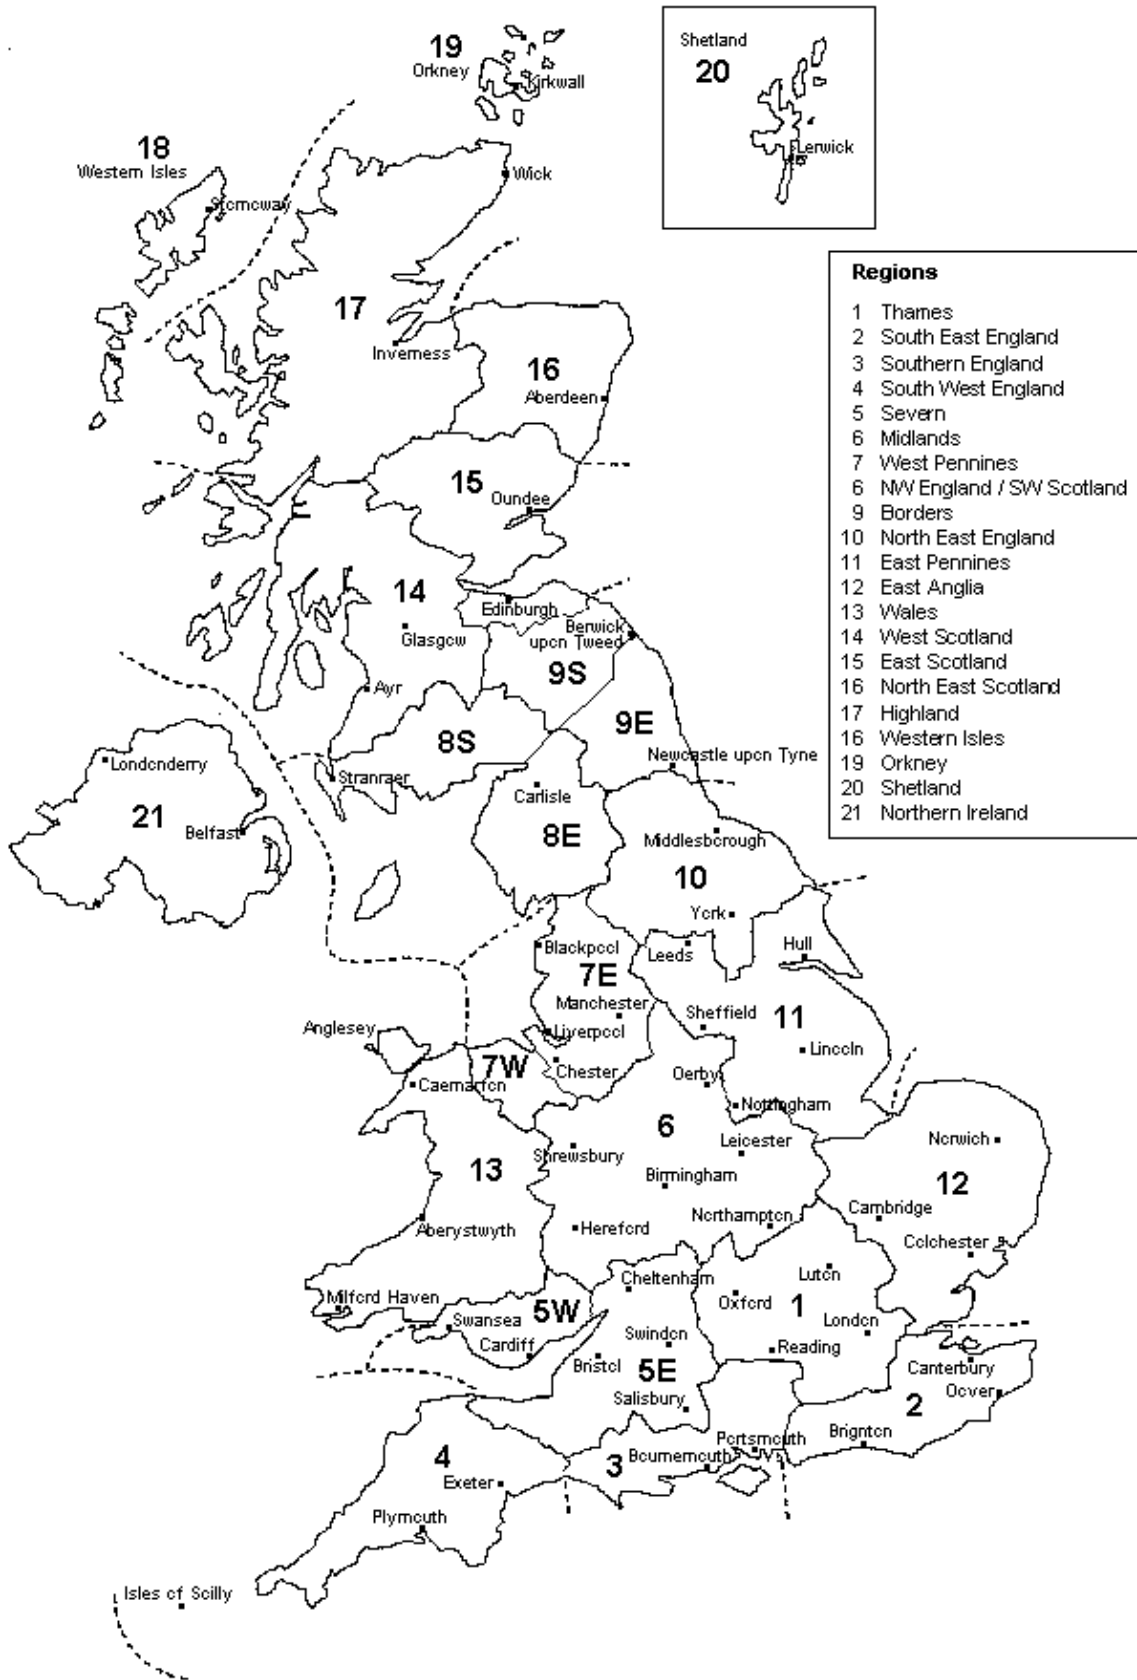 19
Orkney
Kirkwall
Shetland
20
Lerwick
18
Western Isles
Stornoway
Wick
17
Inverness
16
Aberdeen
Regions
1 Thames
2 South East England
3 Southern England
4 South West England
5 Severn
6 Midlands
7 West Pennines
6 NW England / SW Scotland
9 Borders
10 North East England
11 East Pennines
12 East Anglia
13 Wales
14 West Scotland
15 East Scotland
16 North East Scotland
17 Highland
16 Western Isles
19 Orkney
20 Shetland
21 Northern Ireland
15
Oundee
14
Glasgow
Edinburgh
Berwick
upon Tweed
9S
Ayr
8S
9E
Newcastle upon Tyne
Stranraer
Londonderry
21
Belfast
Carlisle
8E
Middlesborough
10
York
Leeds
Hull
Blackpool
7E
Manchester
Liverpool
Sheffield
11
Lincoln
Anglesey
7W
Chester
Caernarfon
Oerby
Nottingham
6
Leicester
Shrewsbury
Birmingham
13
Norwich
12
Cambridge
Colchester
Aberystwyth
Hereford
Northampton
Milford Haven
5W
Swansea
Cardiff
Cheltenham
Oxford
Luton
1
London
Swindon
Reading
Bristol
5E
Salisbury
Canterbury
Oover
2
Brignton
Portsmouth
Bournemouth
3
4
Exeter
Plymouth
Isles of Scilly